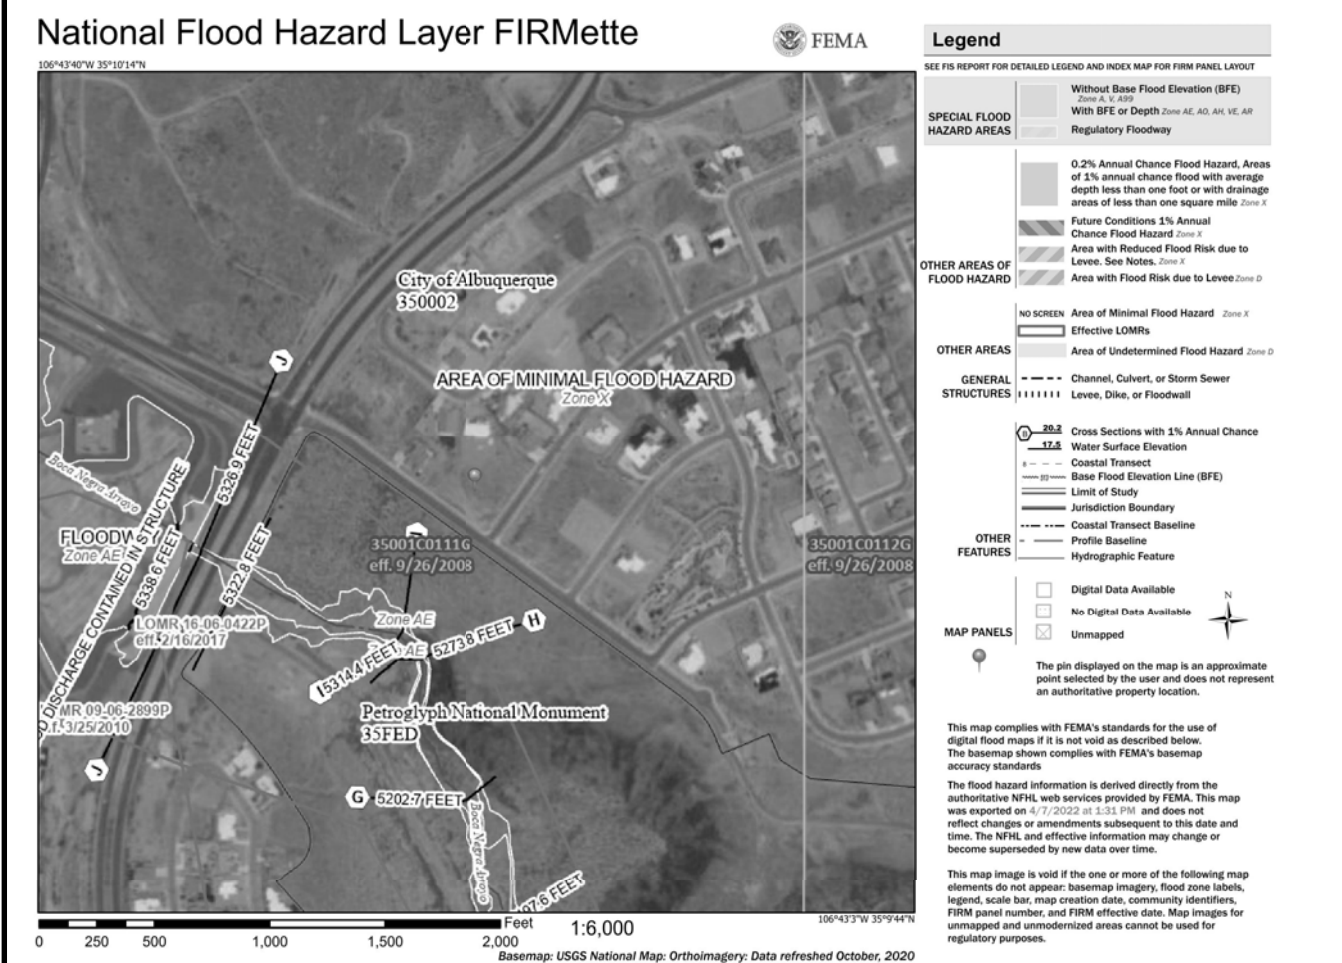 National Flood Hazard Layer FIRMette
FEMA
106°43'40"W 35°10'14"N
City of Albuquerque
350002
AREA OF MINIMAL FLOOD HAZARD
Zone X
J
5326.9 FEET
Boca Negra Arroyo
FLOODW
Zone AE
DISCHARGE CONTAINED IN STRUCTURE
5338.6 FEET
5322.8 FEET
35001C0111G
eff. 9/26/2008
35001C0112G
eff. 9/26/2008
LOMR 16-06-0422P
eff. 2/16/2017
Zone AE
AE
H
5273.8 FEET
I
5314.4 FEET
MR 09-06-2899P
f. 3/25/2010
Petroglyph National Monument
35FED
J
G
5202.7 FEET
Boca Negra Arroyo
97.6 FEET
Feet
0 250 500 1,000 1,500 2,000
1:6,000
106°43'3"W 35°9'44"N
Basemap: USGS National Map: Orthoimagery: Data refreshed October, 2020
Legend
SEE FIS REPORT FOR DETAILED LEGEND AND INDEX MAP FOR FIRM PANEL LAYOUT
SPECIAL FLOOD
HAZARD AREAS
Without Base Flood Elevation (BFE)
Zone A, V, A99
With BFE or Depth Zone AE, AO, AH, VE, AR
Regulatory Floodway
OTHER AREAS OF
FLOOD HAZARD
0.2% Annual Chance Flood Hazard, Areas
of 1% annual chance flood with average
depth less than one foot or with drainage
areas of less than one square mile Zone X
Future Conditions 1% Annual
Chance Flood Hazard Zone X
Area with Reduced Flood Risk due to
Levee. See Notes. Zone X
Area with Flood Risk due to Levee Zone D
OTHER AREAS
NO SCREEN Area of Minimal Flood Hazard Zone X
Effective LOMRs
Area of Undetermined Flood Hazard Zone D
GENERAL
STRUCTURES
Channel, Culvert, or Storm Sewer
Levee, Dike, or Floodwall
OTHER
FEATURES
B 20.2 Cross Sections with 1% Annual Chance
17.5 Water Surface Elevation
8 Coastal Transect
513 Base Flood Elevation Line (BFE)
Limit of Study
Jurisdiction Boundary
Coastal Transect Baseline
Profile Baseline
Hydrographic Feature
MAP PANELS
Digital Data Available
No Digital Data Available
Unmapped
N
The pin displayed on the map is an approximate
point selected by the user and does not represent
an authoritative property location.
This map complies with FEMA's standards for the use of
digital flood maps if it is not void as described below.
The basemap shown complies with FEMA's basemap
accuracy standards
The flood hazard information is derived directly from the
authoritative NFHL web services provided by FEMA. This map
was exported on 4/7/2022 at 1:31 PM and does not
reflect changes or amendments subsequent to this date and
time. The NFHL and effective information may change or
become superseded by new data over time.
This map image is void if the one or more of the following map
elements do not appear: basemap imagery, flood zone labels,
legend, scale bar, map creation date, community identifiers,
FIRM panel number, and FIRM effective date. Map images for
unmapped and unmodernized areas cannot be used for
regulatory purposes.